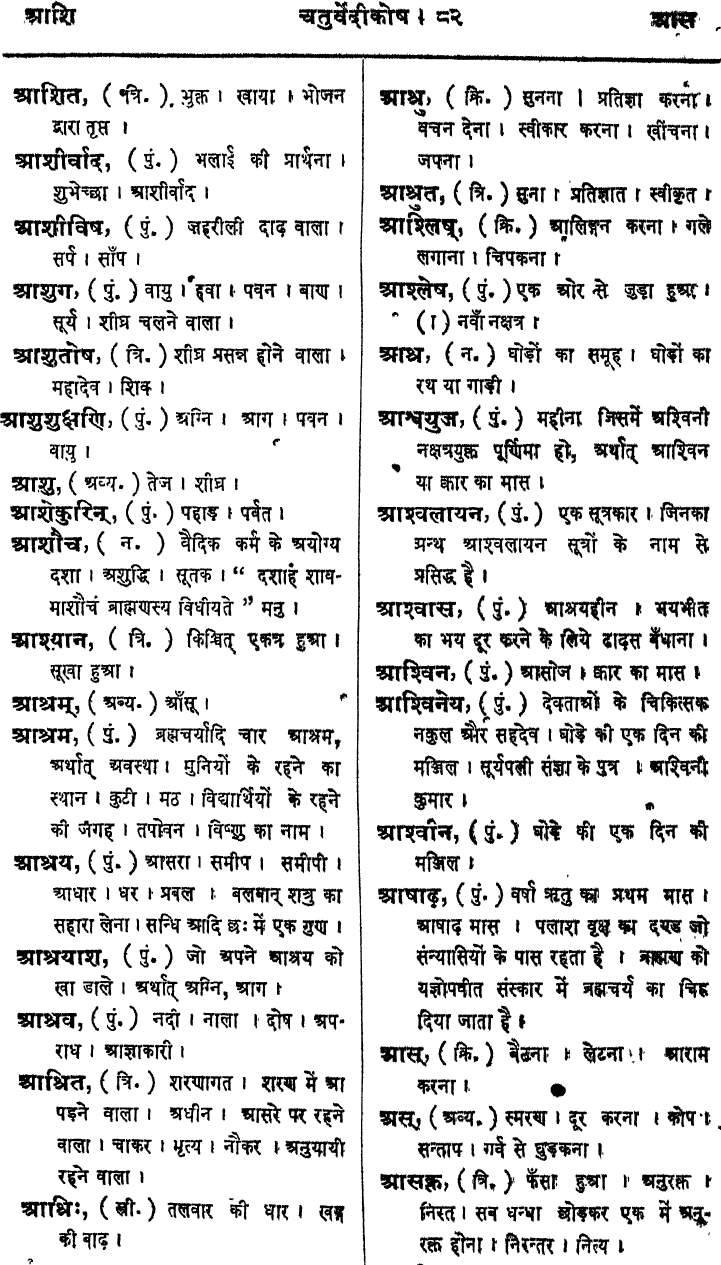 आशि
चतुर्वेदीकोष । ८२
आस
आशित, ( त्रि. ) भुक्त । खाया । भोजन
द्वारा तृप्त ।
आशीर्वाद, ( पुं. ) भलाई की प्रार्थना ।
शुभेच्छा । आशीर्वाद ।
आशीविष, ( पुं. ) ज़हरीली दाढ़ वाला ।
सर्प । साँप ।
आशुग, ( पुं. ) वायु । हवा । पवन । बाण ।
सूर्य । शीघ्र चलने वाला ।
आशुतोष, ( त्रि. ) शीघ्र प्रसन्न होने वाला ।
महादेव । शिव ।
आशुशुक्षणि, ( पुं. ) अग्नि । आग । पवन ।
वायु ।
आशु, ( अव्य. ) तेज । शीघ्र ।
आशेकुरिन्, ( पुं. ) पहाड़ । पर्वत ।
आशौच, ( न. ) वैदिक कर्म के अयोग्य
दशा । अशुद्धि । सूतक । “ दशाहं शाव-
माशौचं ब्राह्मणस्य विधीयते ” मनु ।
आश्यान, ( त्रि. ) किञ्चित् एकत्र हुआ ।
सूखा हुआ ।
आश्रम्, ( अव्य. ) आँसू ।
आश्रम, ( पुं. ) ब्रह्मचर्यादि चार आश्रम,
अर्थात् अवस्था । मुनियों के रहने का
स्थान । कुटी । मठ । विद्यार्थियों के रहने
की जगह । तपोवन । विष्णु का नाम ।
आश्रय, ( पुं. ) आसरा । समीप । समीपी ।
आधार । घर । प्रबल । बलवान् शत्रु का
सहारा लेना । सन्धि आदि छः में एक गुण ।
आश्रयाश, ( पुं. ) जो अपने आश्रय को
खा डाले । अर्थात् अग्नि, आग ।
आश्रव, ( पुं. ) नदी । नाला । दोष । अप-
राध । आज्ञाकारी ।
आश्रित, ( त्रि. ) शरणागत । शरण में आ
पड़ने वाला । अधीन । आसरे पर रहने
वाला । चाकर । भृत्य । नौकर । अनुयायी
रहने वाला ।
आश्रिः, ( स्त्री. ) तलवार की धार । खड्ग
की बाढ़ ।
आश्रु, ( क्रि. ) सुनना । प्रतिज्ञा करना ।
वचन देना । स्वीकार करना । खींचना ।
जपना ।
आश्रुत, ( त्रि. ) सुना । प्रतिज्ञात । स्वीकृत ।
आश्लिष्, ( क्रि. ) आलिङ्गन करना । गले
लगाना । चिपकना ।
आश्लेष, ( पुं. ) एक ओर से जुड़ा हुआ ।
( ा ) नवाँ नक्षत्र ।
आश्व, ( न. ) घोड़ों का समूह । घोड़ों का
रथ या गाड़ी ।
आश्वयुज, ( पुं. ) महीना जिसमें अश्विनी
नक्षत्रयुक्त पूर्णिमा हो, अर्थात् आश्विन
या क्वार का मास ।
आश्वलायन, ( पुं. ) एक सूत्रकार । जिनका
ग्रन्थ आश्वलायन सूत्रों के नाम से
प्रसिद्ध है ।
आश्वास, ( पुं. ) आश्रयहीन । भयभीत
का भय दूर करने के लिये ढाढस बँधाना ।
आश्विन, ( पुं. ) आसोज । क्वार का मास ।
आश्विनेय, ( पुं. ) देवताओं के चिकित्सक
नकुल और सहदेव । घोड़े की एक दिन की
मञ्जिल । सूर्यपत्नी संज्ञा के पुत्र । अश्विनी
कुमार ।
आश्वीन, ( पुं. ) घोड़े की एक दिन की
मञ्जिल ।
आषाढ़, ( पुं. ) वर्षा ऋतु का प्रथम मास ।
आषाढ़ मास । पलाश वृक्ष का दण्ड जो
संन्यासियों के पास रहता है । ब्राह्मण को
यज्ञोपवीत संस्कार में ब्रह्मचर्य का चिह्न
दिया जाता है ।
आस्, ( क्रि. ) बैठना । लेटना । आराम
करना ।
अस्, ( अव्य. ) स्मरण । दूर करना । कोप ।
सन्ताप । गर्व से घुड़कना ।
आसक्त, ( त्रि. ) फँसा हुआ । अनुरक्त ।
निरत । सब धन्धा छोड़कर एक में अनु-
रक्त होना । निरन्तर । नित्य ।